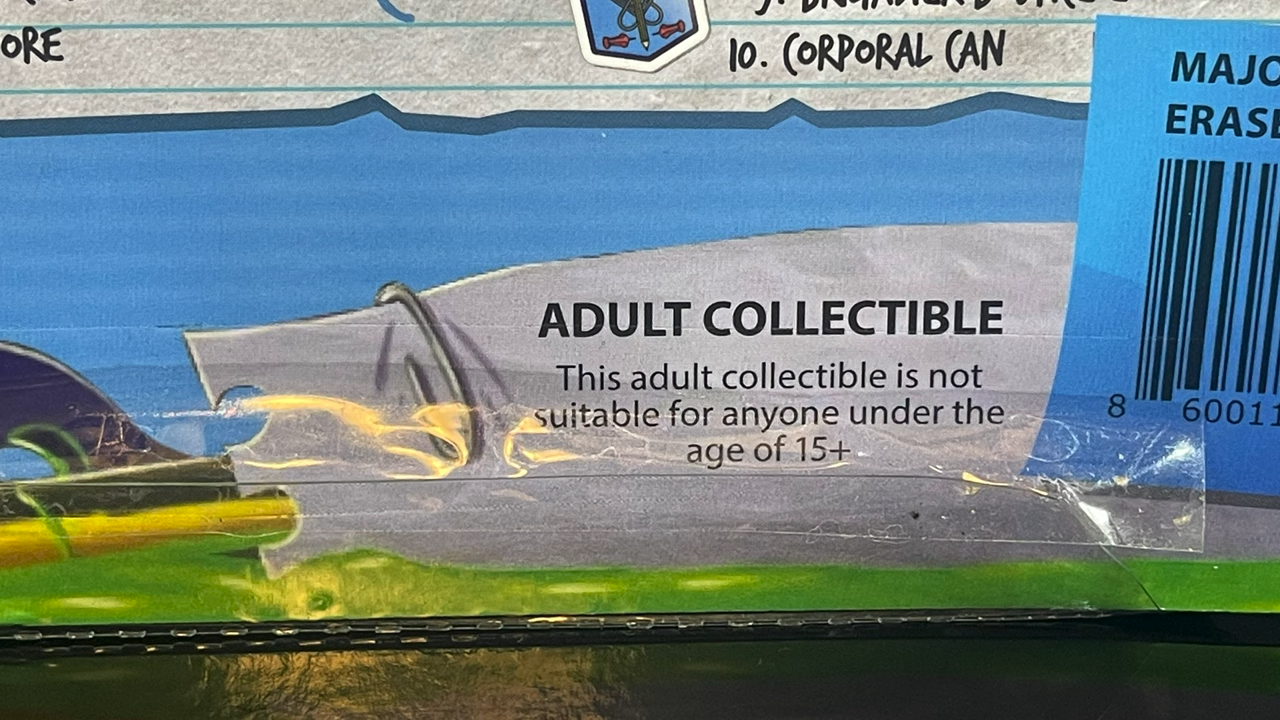 ORE
10. CORPORAL CAN
MAJO
ERASE
ADULT COLLECTIBLE
This adult collectible is not
suitable for anyone under the
age of 15+
8 60011